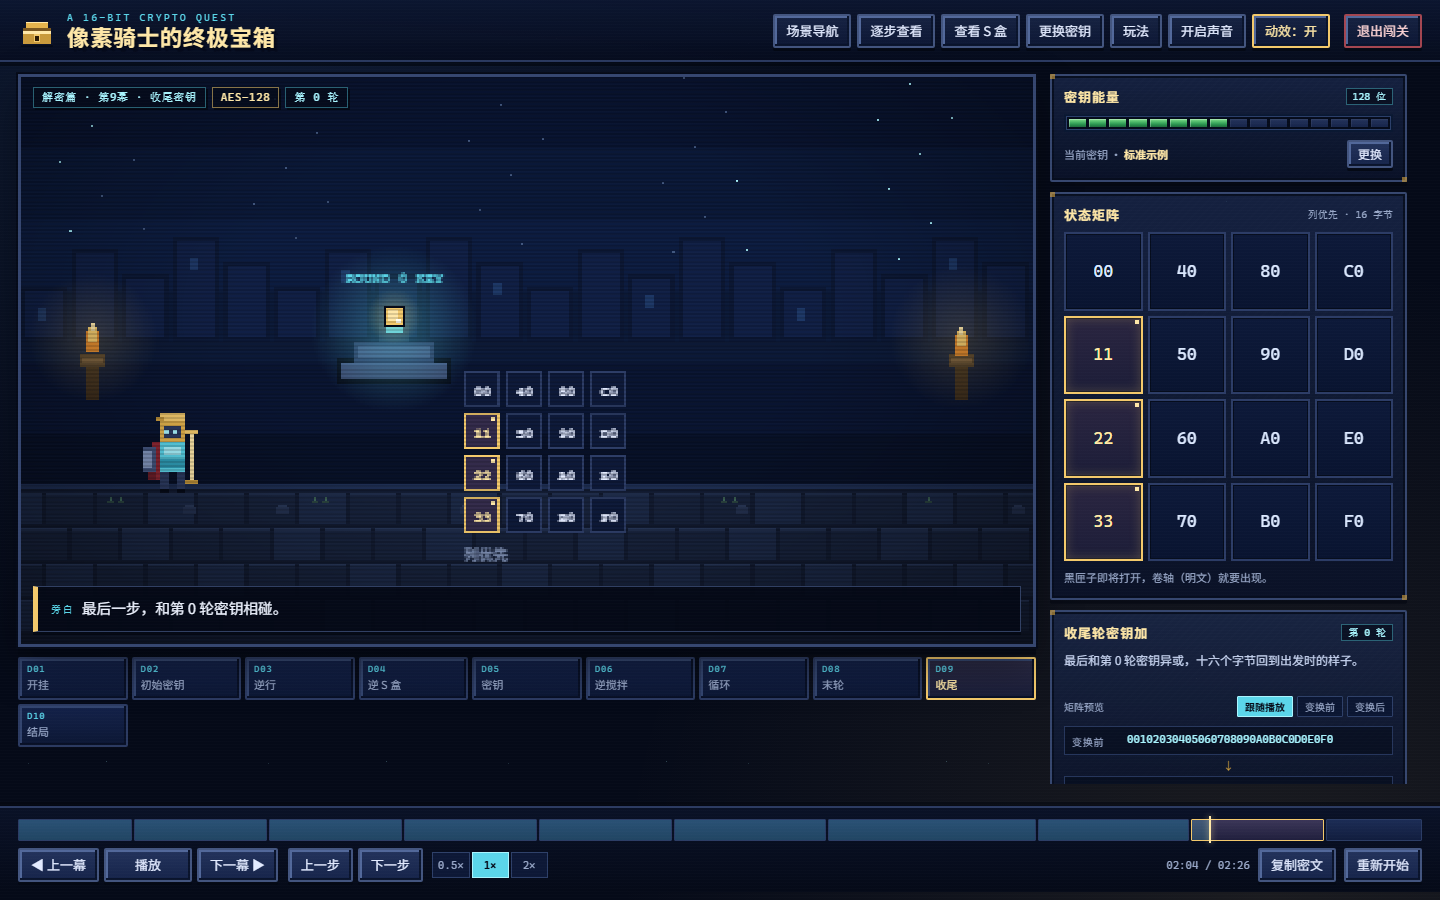 A 16-BIT CRYPTO QUEST
像素骑士的终极宝箱
场景导航
逐步查看
查看 S 盒
更换密钥
玩法
开启声音
动效：开
退出闯关
解密篇 · 第9幕 · 收尾密钥
AES-128
第 0 轮
ROUND 0 KEY
00 40 80 C0
11 50 90 D0
22 60 A0 E0
33 70 B0 F0
列优先
旁白 最后一步，和第 0 轮密钥相碰。
D01
开挂
D02
初始密钥
D03
逆行
D04
逆 S 盒
D05
密钥
D06
逆搅拌
D07
循环
D08
末轮
D09
收尾
D10
结局
密钥能量
128 位
当前密钥 · 标准示例
更换
状态矩阵
列优先 · 16 字节
00 40 80 C0
11 50 90 D0
22 60 A0 E0
33 70 B0 F0
黑匣子即将打开，卷轴（明文）就要出现。
收尾轮密钥加
第 0 轮
最后和第 0 轮密钥异或，十六个字节回到出发时的样子。
矩阵预览
跟随播放
变换前
变换后
变换前 00102030405060708090A0B0C0D0E0F0
↓
◀ 上一幕
播放
下一幕 ▶
上一步
下一步
0.5×
1×
2×
02:04 / 02:26
复制密文
重新开始